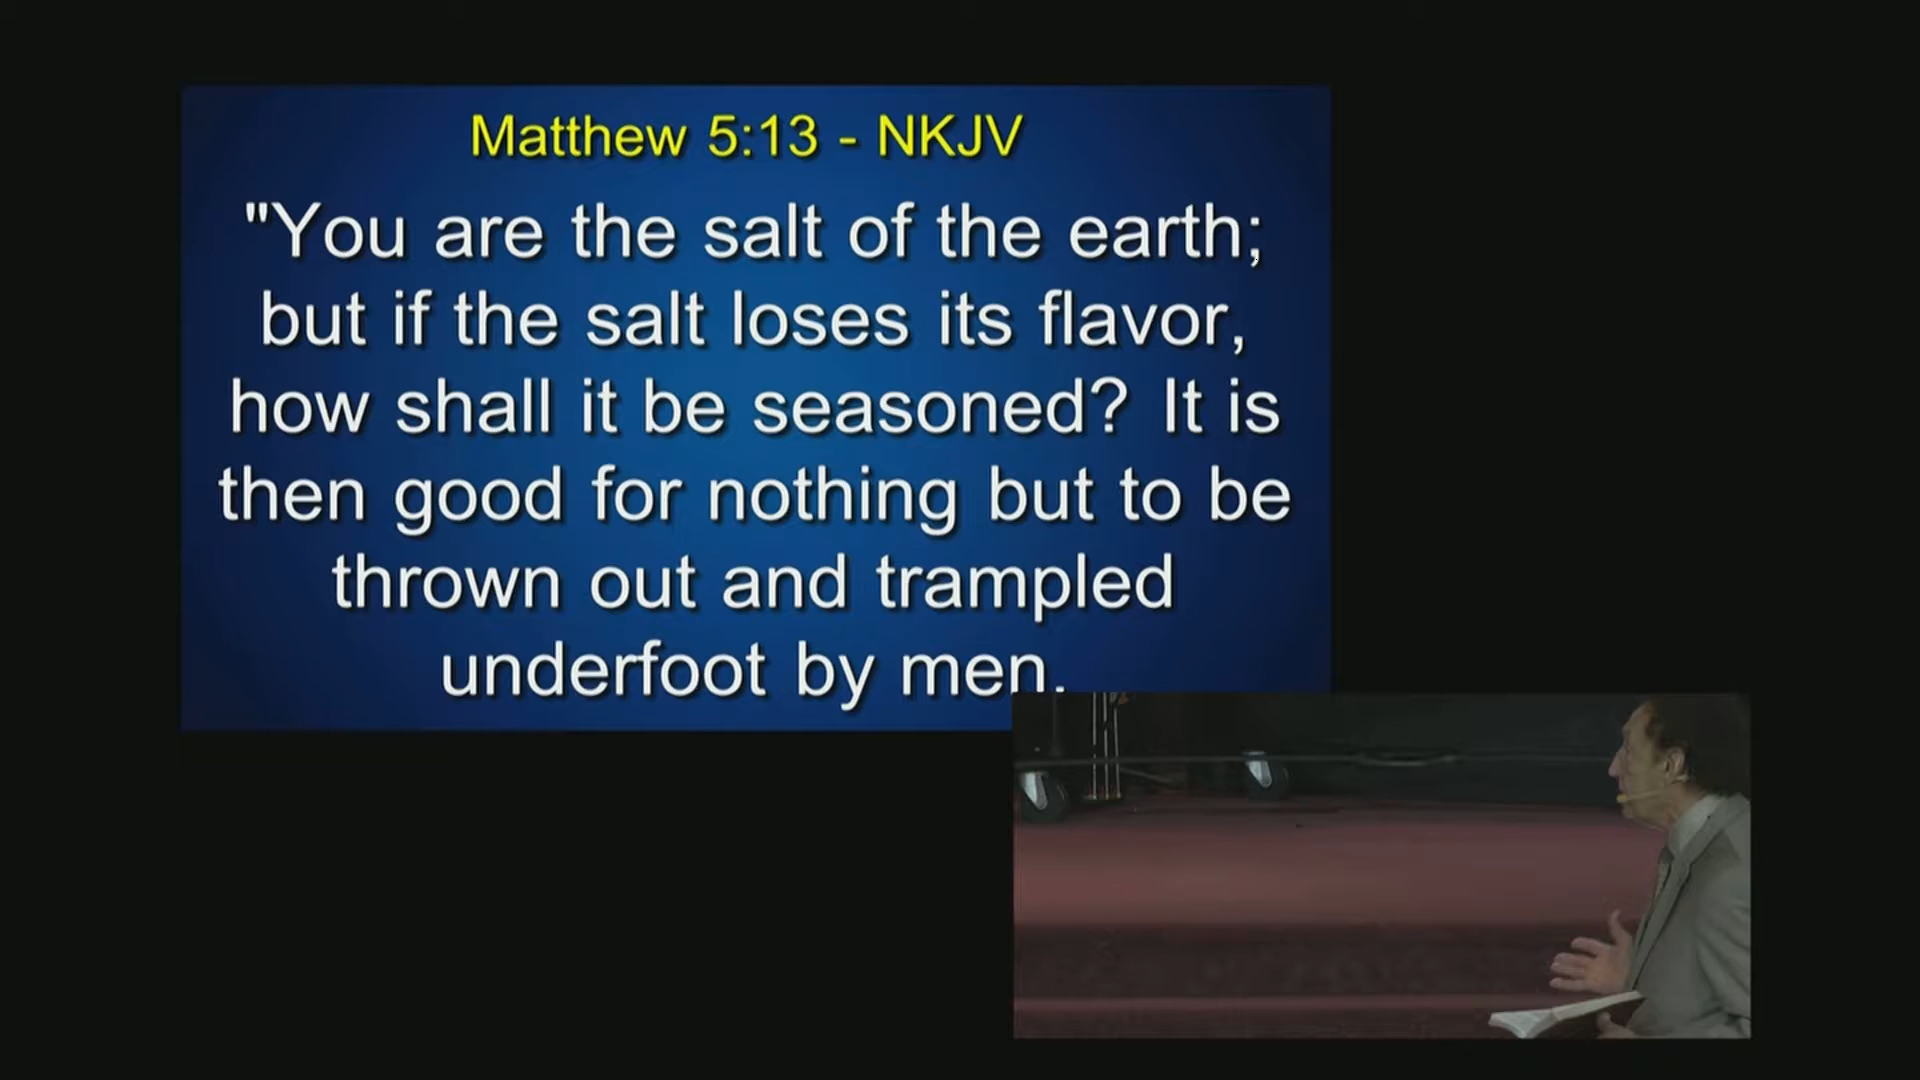 Matthew 5:13 - NKJV
"You are the salt of the earth;
but if the salt loses its flavor,
how shall it be seasoned? It is
then good for nothing but to be
thrown out and trampled
underfoot by men.